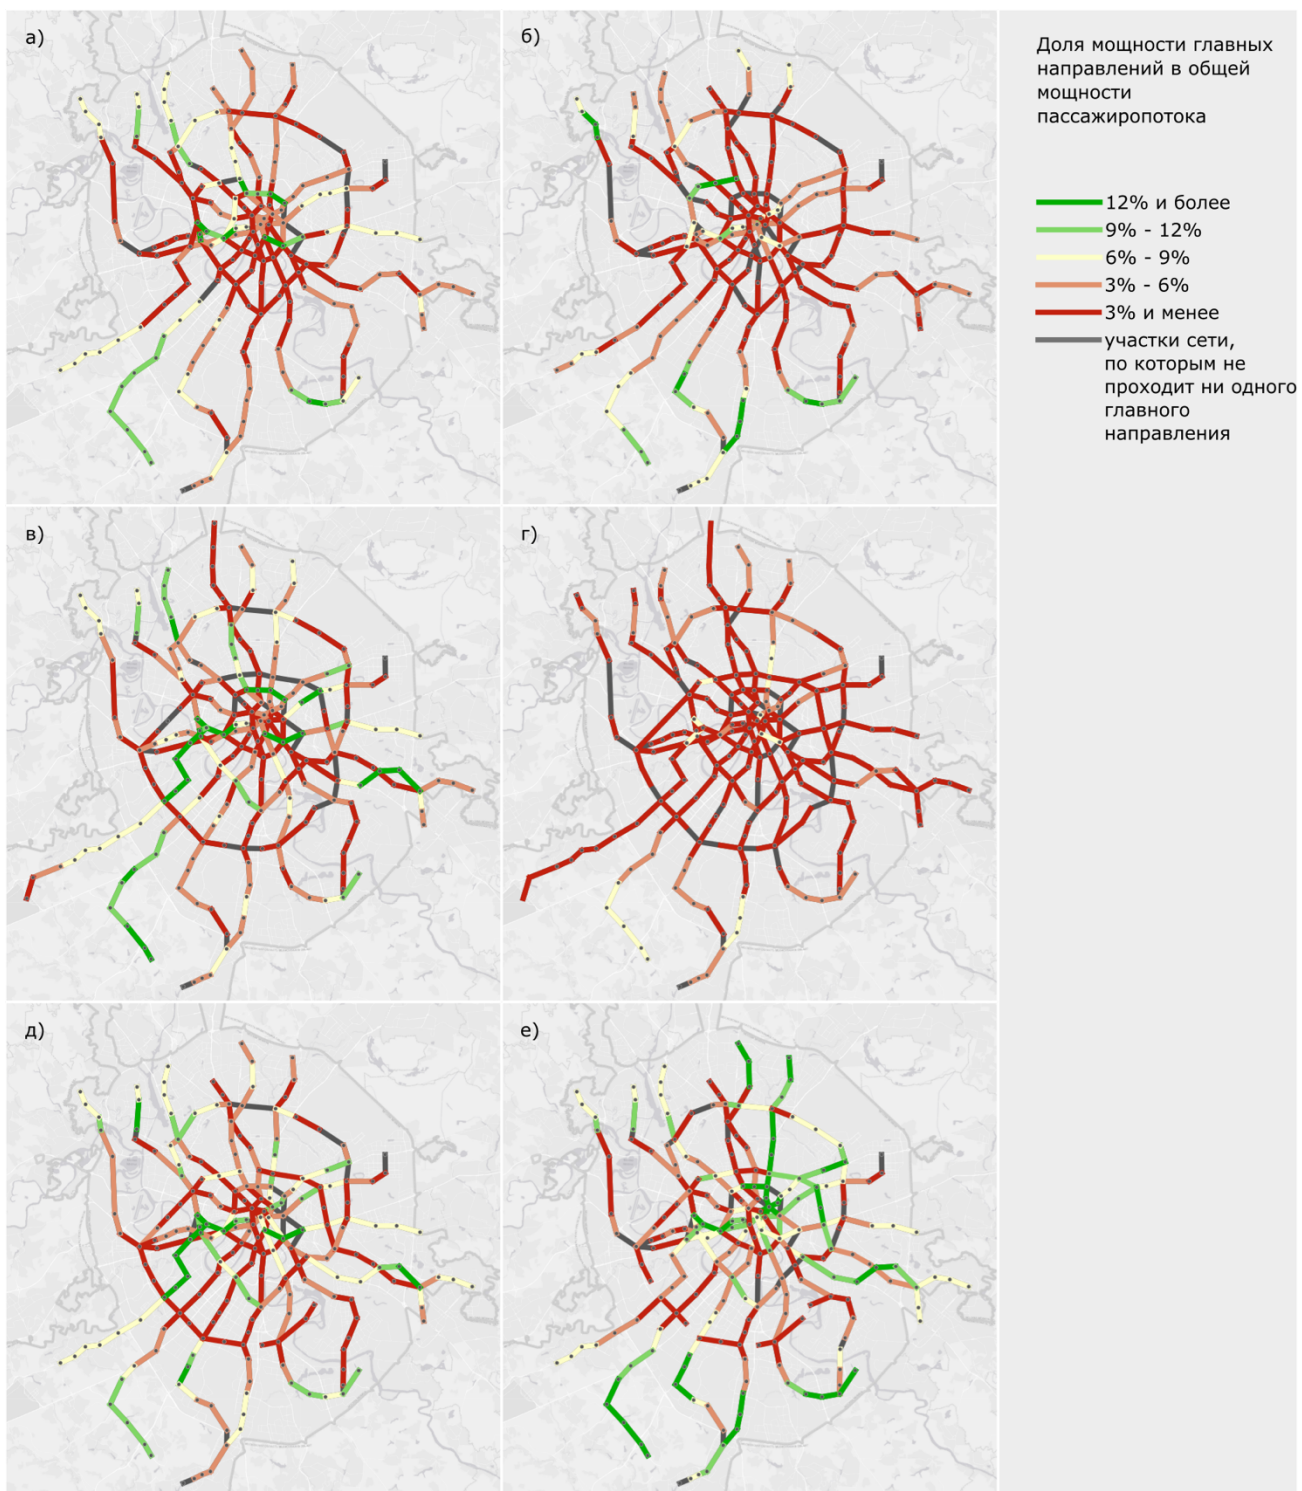 а)
б)
Доля мощности главных
направлений в общей
мощности
пассажиропотока
12% и более
9% - 12%
6% - 9%
3% - 6%
3% и менее
участки сети,
по которым не
проходит ни одного
главного
направления
в)
г)
д)
е)